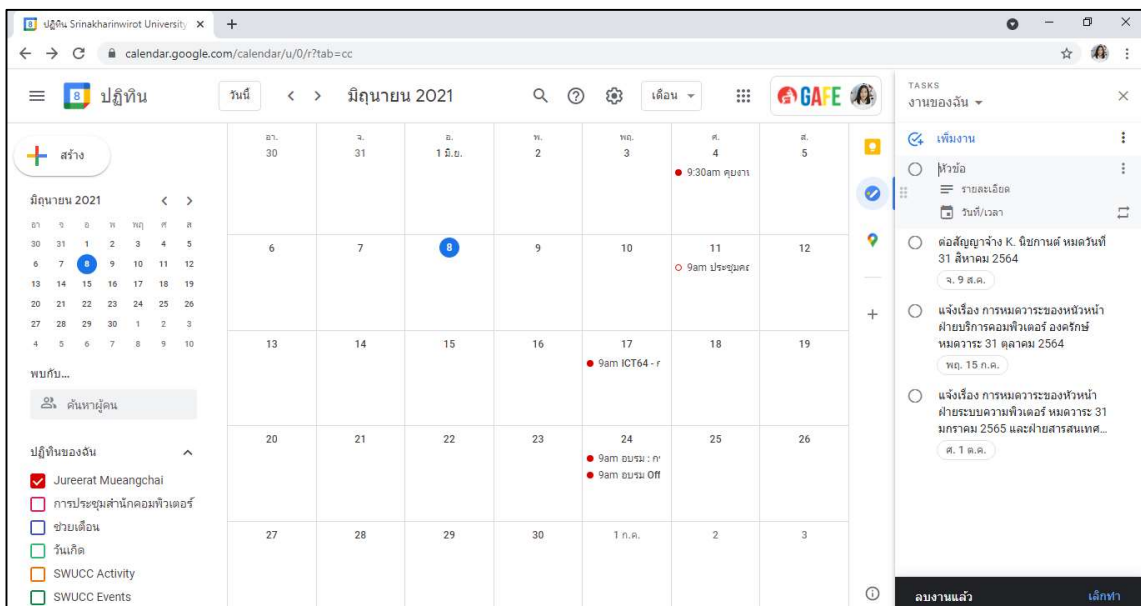 ปฏิทิน Srinakharinwirot University
calendar.google.com/calendar/u/0/r?tab=cc
8 ปฏิทิน วันนี้ มิถุนายน 2021 เดือน GAFE
สร้าง
มิถุนายน 2021
อา จ อ พ พฤ ศ ส
30 31 1 2 3 4 5
6 7 8 9 10 11 12
13 14 15 16 17 18 19
20 21 22 23 24 25 26
27 28 29 30 1 2 3
4 5 6 7 8 9 10
พบกับ...
ค้นหาผู้คน
ปฏิทินของฉัน
Jureerat Mueangchai
การประชุมสำนักคอมพิวเตอร์
ช่วยเตือน
วันเกิด
SWUCC Activity
SWUCC Events
อา. จ. อ. พ. พฤ. ศ. ส.
30 31 1 มิ.ย. 2 3 4 5
9:30am คุยงาน
6 7 8 9 10 11 12
9am ประชุมคณ
13 14 15 16 17 18 19
9am ICT64 -
20 21 22 23 24 25 26
9am อบรม :
9am อบรม Off
27 28 29 30 1 ก.ค. 2 3
TASKS
งานของฉัน
เพิ่มงาน
หัวข้อ
รายละเอียด
วันที่/เวลา
ต่อสัญญาจ้าง K. นิชกานต์ หมดวันที่
31 สิงหาคม 2564
จ. 9 ส.ค.
แจ้งเรื่อง การหมดวาระของหนัวหน้า
ฝ่ายบริการคอมพิวเตอร์ องครักษ์
หมดวาระ 31 ตุลาคม 2564
พฤ. 15 ก.ค.
แจ้งเรื่อง การหมดวาระของหัวหน้า
ฝ่ายระบบความพิวเตอร์ หมดวาระ 31
มกราคม 2565 และฝ่ายสารสนเทศ...
ศ. 1 ต.ค.
ลบงานแล้ว เลิกทำ